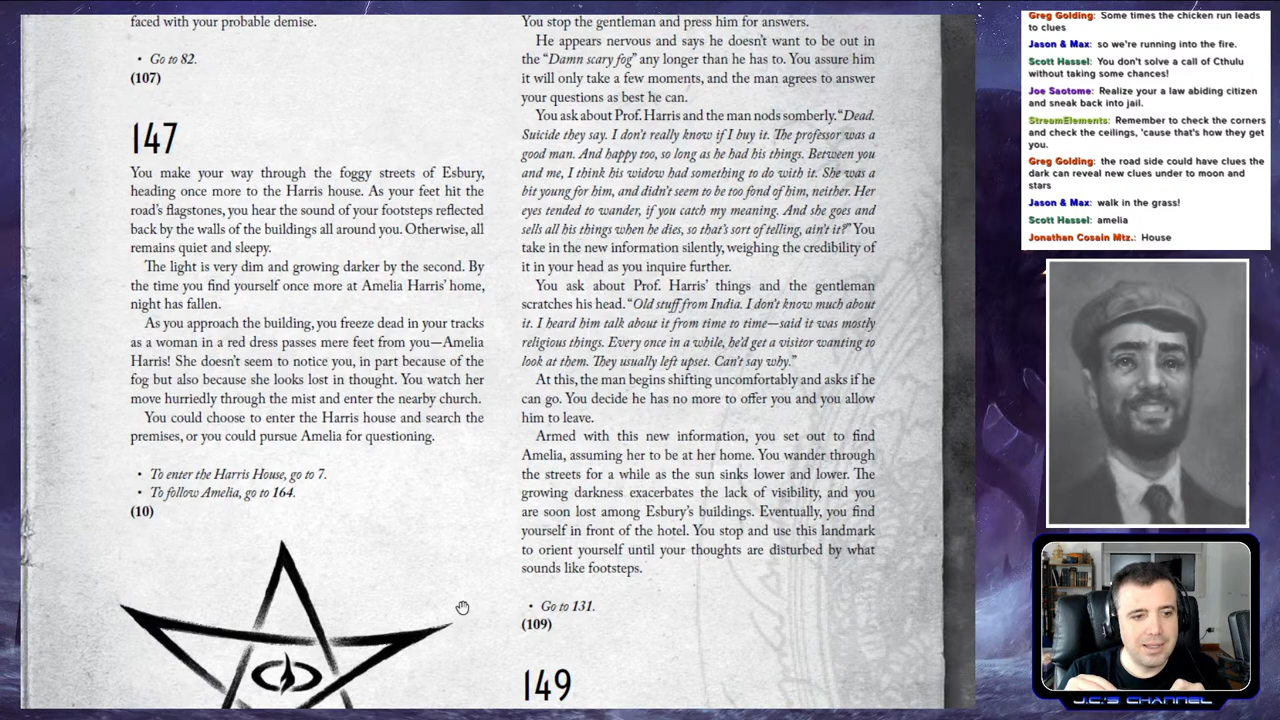 faced with your probable demise.
• Go to 82.
(107)
147
You make your way through the foggy streets of Esbury,
heading once more to the Harris house. As your feet hit the
road's flagstones, you hear the sound of your footsteps reflected
back by the walls of the buildings all around you. Otherwise, all
remains quiet and sleepy.
The light is very dim and growing darker by the second. By
the time you find yourself once more at Amelia Harris' home,
night has fallen.
As you approach the building, you freeze dead in your tracks
as a woman in a red dress passes mere feet from you—Amelia
Harris! She doesn't seem to notice you, in part because of the
fog but also because she looks lost in thought. You watch her
move hurriedly through the mist and enter the nearby church.
You could choose to enter the Harris house and search the
premises, or you could pursue Amelia for questioning.
• To enter the Harris House, go to 7.
• To follow Amelia, go to 164.
(10)
You stop the gentleman and press him for answers.
He appears nervous and says he doesn't want to be out in
the "Damn scary fog" any longer than he has to. You assure him
it will only take a few moments, and the man agrees to answer
your questions as best he can.
You ask about Prof. Harris and the man nods somberly. "Dead.
Suicide they say. I don't really know if I buy it. The professor was a
good man. And happy too, so long as he had his things. Between you
and me, I think his widow had something to do with it. She was a
bit young for him, and didn't seem to be too fond of him, neither. Her
eyes tended to wander, if you catch my meaning. And she goes and
sells all his things when he dies, so that's sort of telling, ain't it?" You
take in the new information silently, weighing the credibility of
it in your head as you inquire further.
You ask about Prof. Harris' things and the gentleman
scratches his head. "Old stuff from India. I don't know much about
it. I heard him talk about it from time to time—said it was mostly
religious things. Every once in a while, he'd get a visitor wanting to
look at them. They usually left upset. Can't say why."
At this, the man begins shifting uncomfortably and asks if he
can go. You decide he has no more to offer you and you allow
him to leave.
Armed with this new information, you set out to find
Amelia, assuming her to be at her home. You wander through
the streets for a while as the sun sinks lower and lower. The
growing darkness exacerbates the lack of visibility, and you
are soon lost among Esbury's buildings. Eventually, you find
yourself in front of the hotel. You stop and use this landmark
to orient yourself until your thoughts are disturbed by what
sounds like footsteps.
• Go to 131.
(109)
149
Greg Golding: Some times the chicken run leads
to clues
Jason & Max: so we're running into the fire.
Scott Hassel: You don't solve a call of Cthulu
without taking some chances!
Joe Saotome: Realize your a law abiding citizen
and sneak back into jail.
StreamElements: Remember to check the corners
and check the ceilings, 'cause that's how they get
you.
Greg Golding: the road side could have clues the
dark can reveal new clues under to moon and
stars
Jason & Max: walk in the grass!
Scott Hassel: amelia
Jonathan Cosain Mtz.: House
J.C.'S CHANNEL